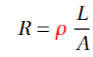 R = ρ L/A